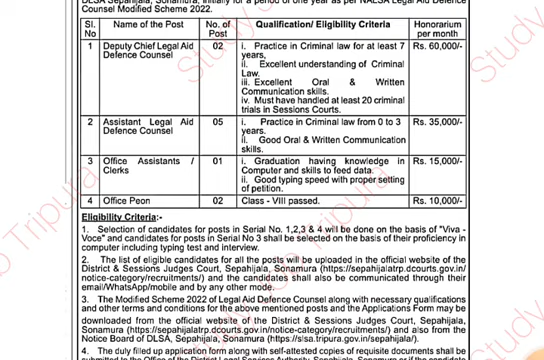 DLSA Sepahijala, Sonamura, initially for a period of one year as per NALSA Legal Aid Defence
Counsel Modified Scheme 2022.
Sl. No | Name of the Post | No. of Post | Qualification/ Eligibility Criteria | Honorarium per month
1 | Deputy Chief Legal Aid Defence Counsel | 02 | i. Practice in Criminal law for at least 7 years, | Rs. 60,000/-
ii. Excellent understanding of Criminal Law.
iii. Excellent Oral & Written Communication skills.
iv. Must have handled at least 20 criminal trials in Sessions Courts.
2 | Assistant Legal Aid Defence Counsel | 05 | i. Practice in Criminal law from 0 to 3 years. | Rs. 35,000/-
ii. Good Oral & Written Communication skills.
3 | Office Assistants / Clerks | 01 | i. Graduation having knowledge in Computer and skills to feed data. | Rs. 15,000/-
ii. Good typing speed with proper setting of petition.
4 | Office Peon | 02 | Class - VIII passed. | Rs. 10,000/-
Eligibility Criteria:-
1. Selection of candidates for posts in Serial No. 1,2,3 & 4 will be done on the basis of "Viva -
Voce" and candidates for posts in Serial No 3 shall be selected on the basis of their proficiency in
computer including typing test and interview.
2. The list of eligible candidates for all the posts will be uploaded in the official website of the
District & Sessions Judges Court, Sepahijala, Sonamura (https://sepahijalatrp.dcourts.gov.in/
notice-category/recruitments/) and the candidates shall also be communicated through their
email/WhatsApp/mobile and by any other mode.
3. The Modified Scheme 2022 of Legal Aid Defence Counsel along with necessary qualifications
and other terms and conditions for the above mentioned posts and the Applications Form may be
downloaded from the official website of the District & Sessions Judges Court, Sepahijala,
Sonamura (https://sepahijalatrp.dcourts.gov.in/notice-category/recruitments/) and also from the
Notice Board of DLSA, Sepahijala, Sonamura (https://slsa.tripura.gov.in/sepahijala/).
4. The duly filled up application form along with self-attested copies of requisite documents shall be